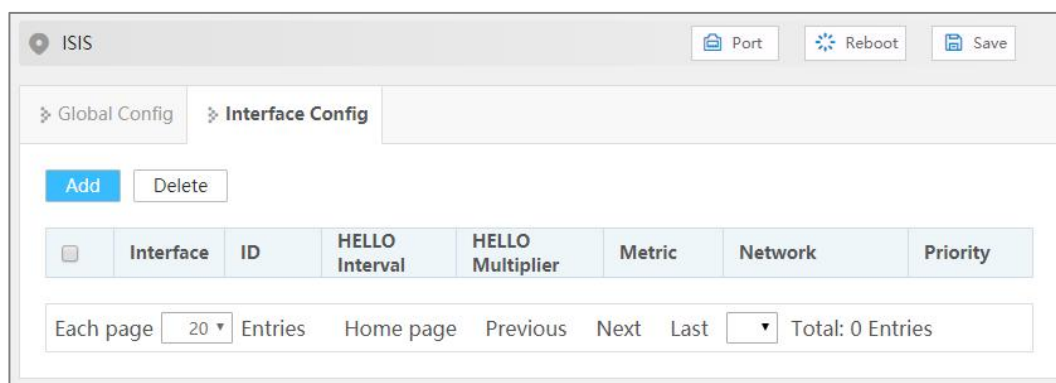 ISIS Port Reboot Save
Global Config Interface Config
Add Delete
Interface ID HELLO Interval HELLO Multiplier Metric Network Priority
Each page 20 Entries Home page Previous Next Last Total: 0 Entries